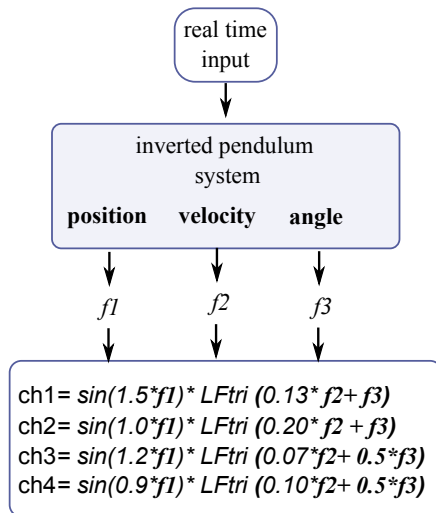 real time
input
inverted pendulum
system
position velocity angle
f1 f2 f3
ch1= sin(1.5*f1)* LFtri (0.13* f2+ f3)
ch2= sin(1.0*f1)* LFtri (0.20* f2 + f3)
ch3= sin(1.2*f1)* LFtri (0.07*f2+ 0.5*f3)
ch4= sin(0.9*f1)* LFtri (0.10*f2+ 0.5*f3)